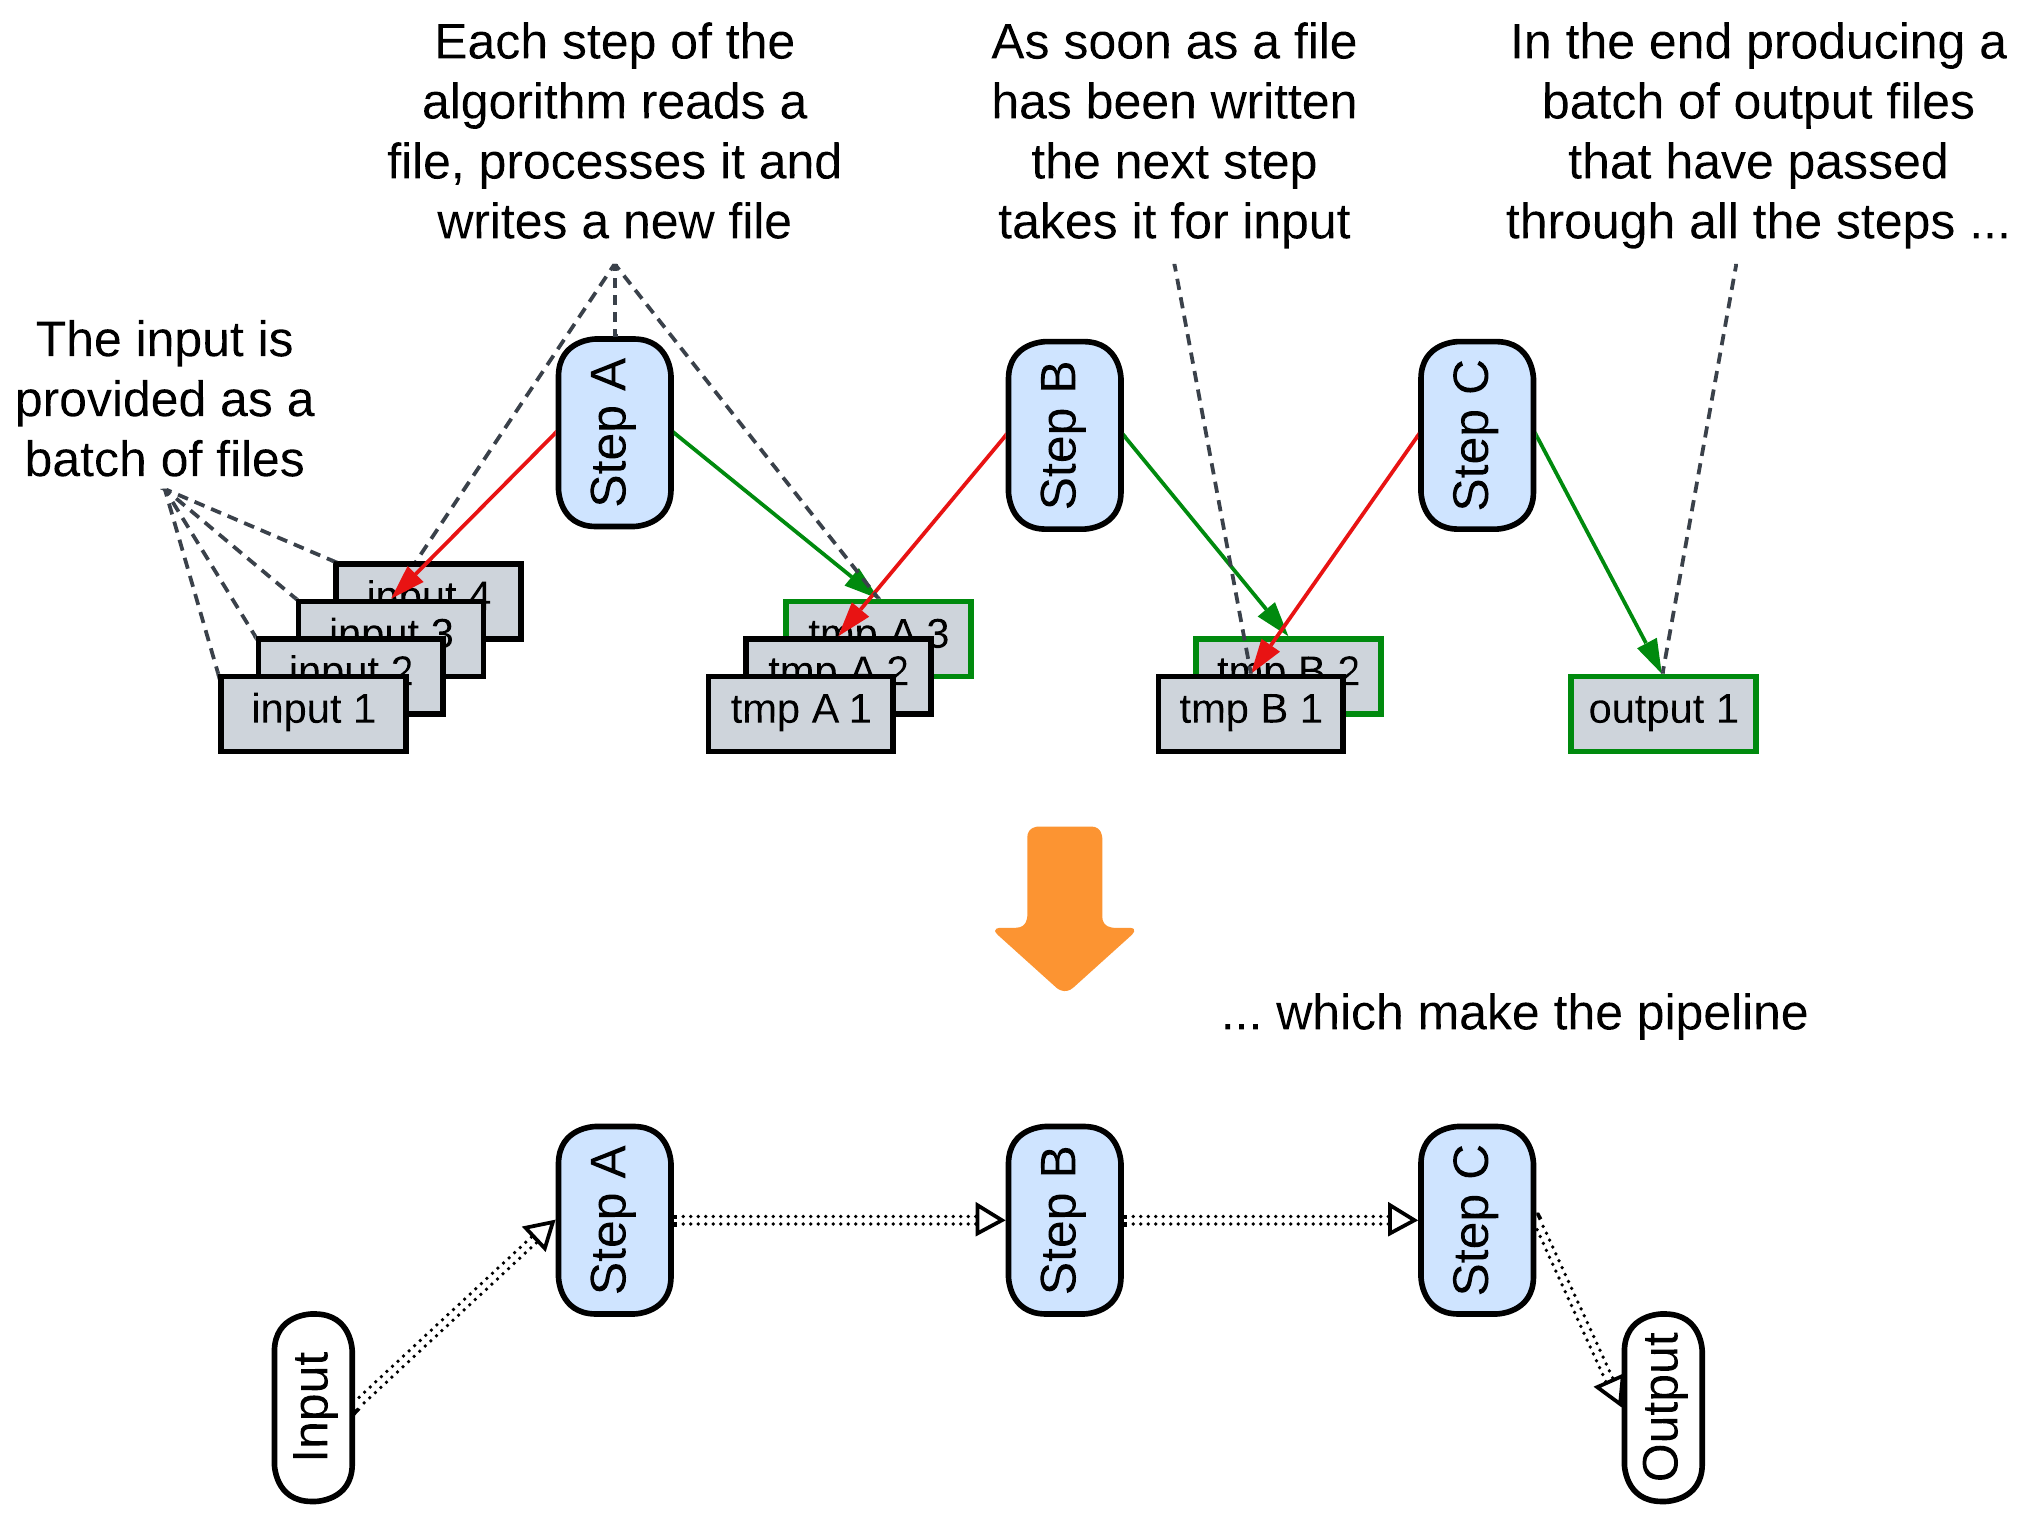 Each step of the
algorithm reads a
file, processes it and
writes a new file
As soon as a file
has been written
the next step
takes it for input
In the end producing a
batch of output files
that have passed
through all the steps ...
The input is
provided as a
batch of files
Step A
Step B
Step C
input 4
input 3
input 2
input 1
tmp A 3
tmp A 2
tmp A 1
tmp B 2
tmp B 1
output 1
... which make the pipeline
Step A
Step B
Step C
Input
Output